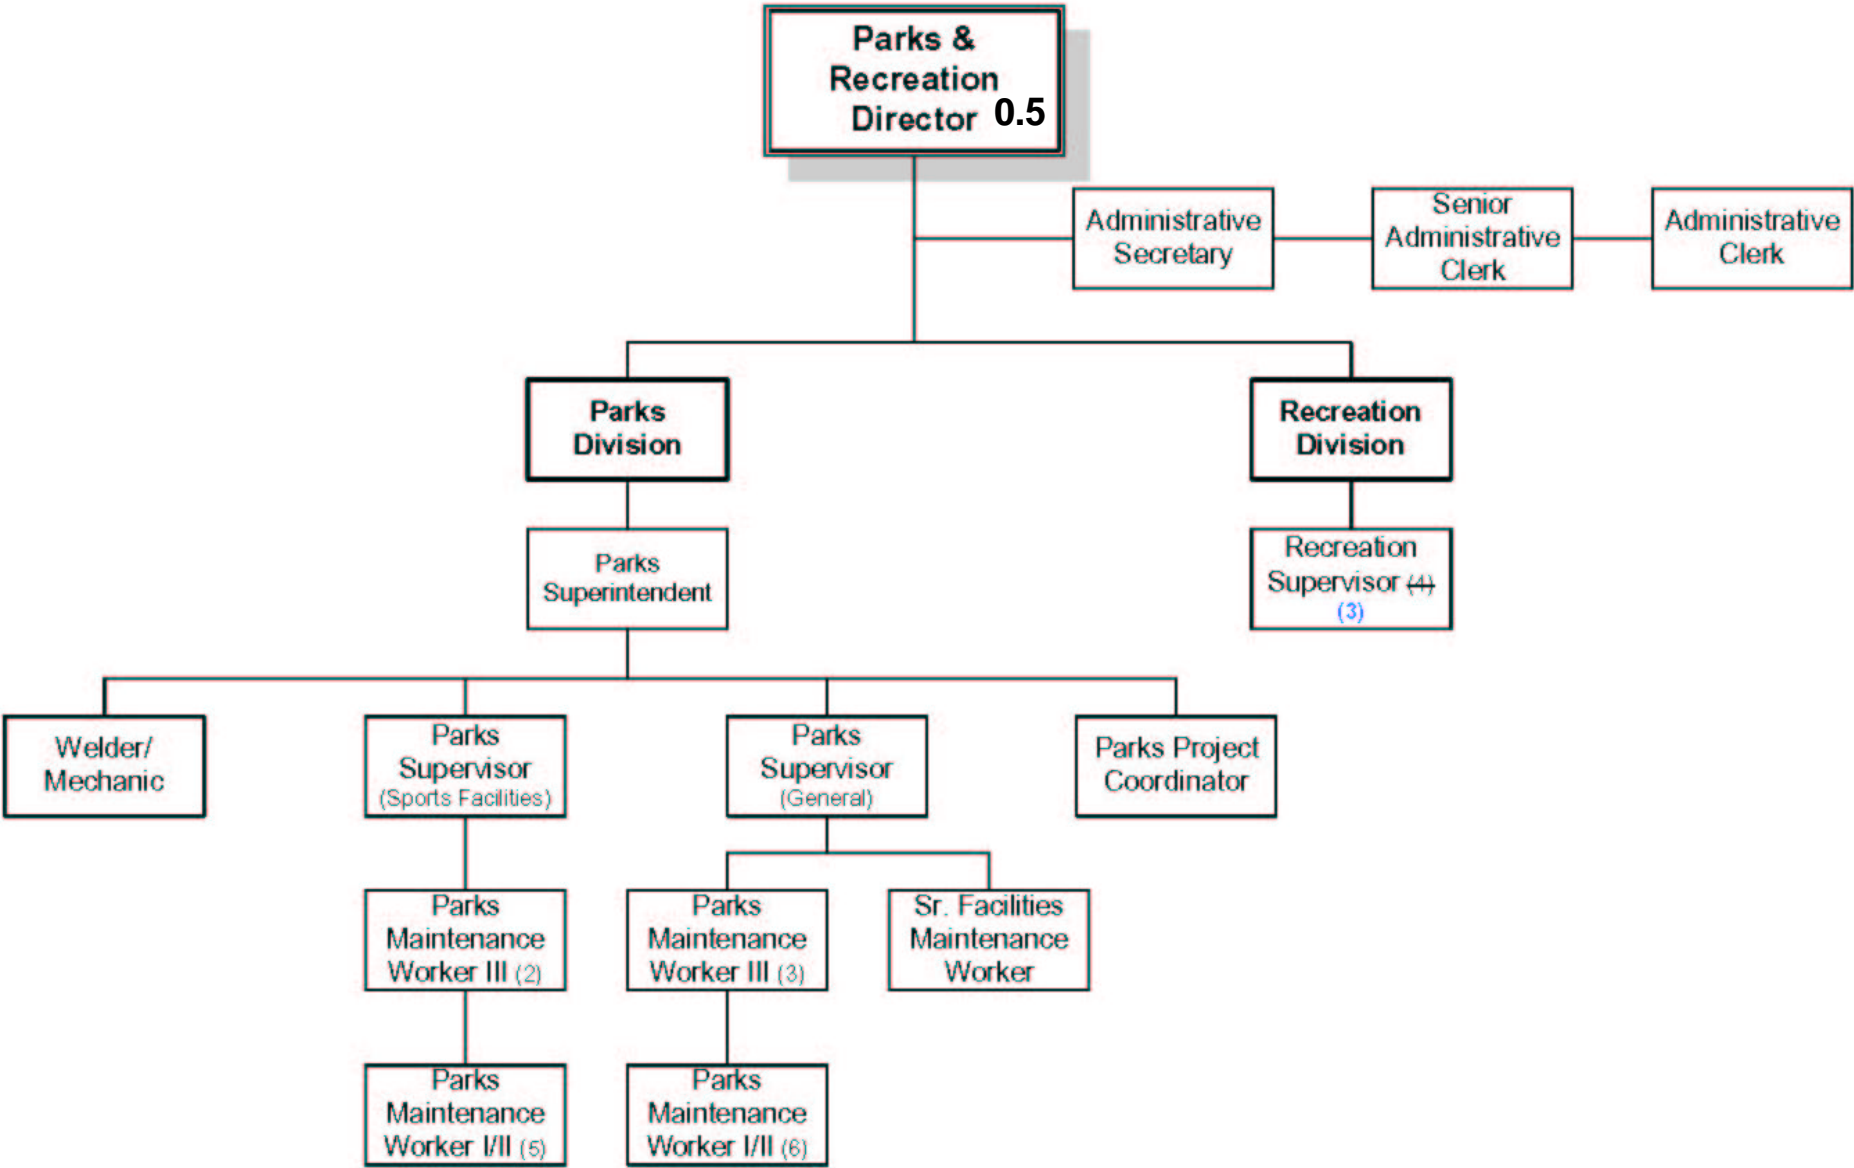 Parks &
Recreation
Director 0.5
Administrative
Secretary
Senior
Administrative
Clerk
Administrative
Clerk
Parks
Division
Recreation
Division
Parks
Superintendent
Recreation
Supervisor (4)
(3)
Welder/
Mechanic
Parks
Supervisor
(Sports Facilities)
Parks
Supervisor
(General)
Parks Project
Coordinator
Parks
Maintenance
Worker III (2)
Parks
Maintenance
Worker III (3)
Sr. Facilities
Maintenance
Worker
Parks
Maintenance
Worker I/II (5)
Parks
Maintenance
Worker I/II (6)